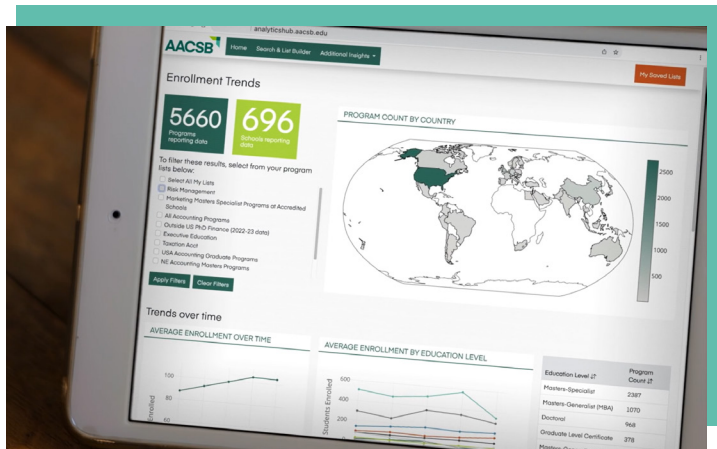 analyticshub.aacsb.edu
AACSB
Home Search & List Builder Additional Insights
My Saved Lists
Enrollment Trends
5660
Programs
reporting data
696
Schools reporting
data
To filter these results, select from your program
lists below:
Select All My Lists
Risk Management
Marketing Masters Specialist Programs at Accredited
Schools
All Accounting Programs
Outside US PhD Finance (2022-23 data)
Executive Education
Taxation Acct
USA Accounting Graduate Programs
NE Accounting Masters Programs
Apply Filters Clear Filters
PROGRAM COUNT BY COUNTRY
2500
2000
1500
1000
500
Trends over time
AVERAGE ENROLLMENT OVER TIME
100
80
60
Enrolled
AVERAGE ENROLLMENT BY EDUCATION LEVEL
600
400
200
0
Students Enrolled
Education Level Program
Count
Masters-Specialist 2387
Masters-Generalist (MBA) 1070
Doctoral 968
Graduate Level Certificate 378